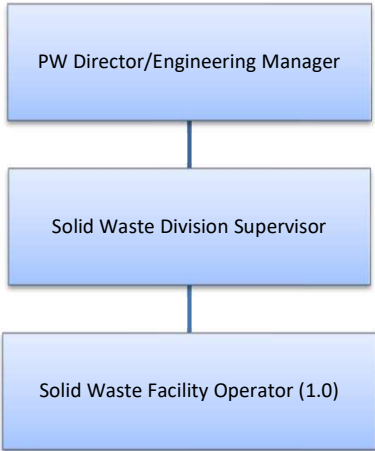 PW Director/Engineering Manager
Solid Waste Division Supervisor
Solid Waste Facility Operator (1.0)